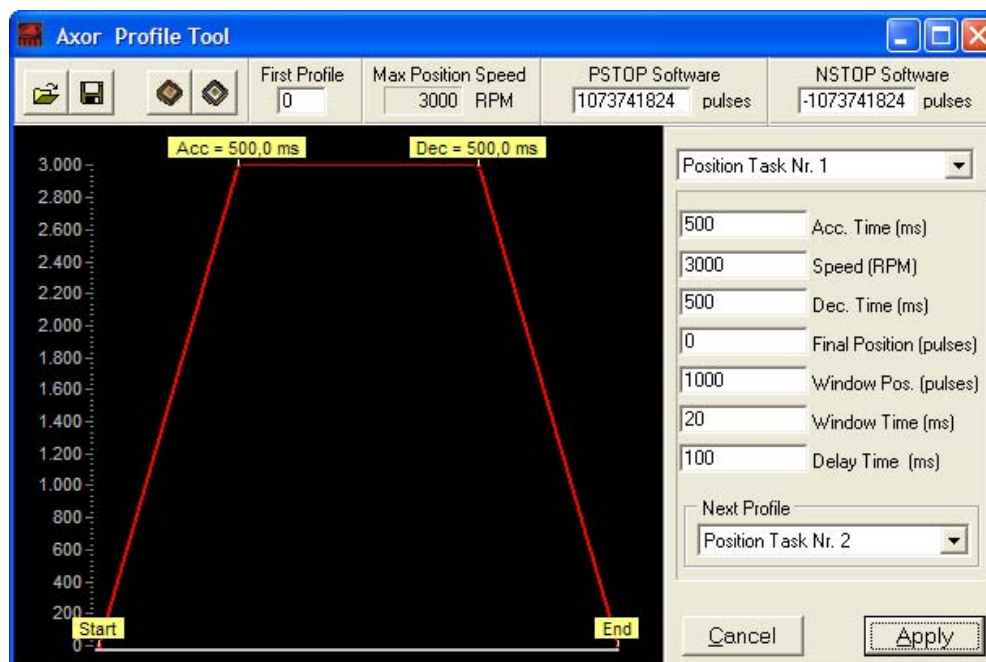 Axor Profile Tool
First Profile
0
Max Position Speed
3000 RPM
PSTOP Software
1073741824 pulses
NSTOP Software
-1073741824 pulses
Acc = 500,0 ms
Dec = 500,0 ms
3.000
2.800
2.600
2.400
2.200
2.000
1.800
1.600
1.400
1.200
1.000
800
600
400
200
0
Start
End
Position Task Nr. 1
500 Acc. Time (ms)
3000 Speed (RPM)
500 Dec. Time (ms)
0 Final Position (pulses)
1000 Window Pos. (pulses)
20 Window Time (ms)
100 Delay Time (ms)
Next Profile
Position Task Nr. 2
Cancel
Apply